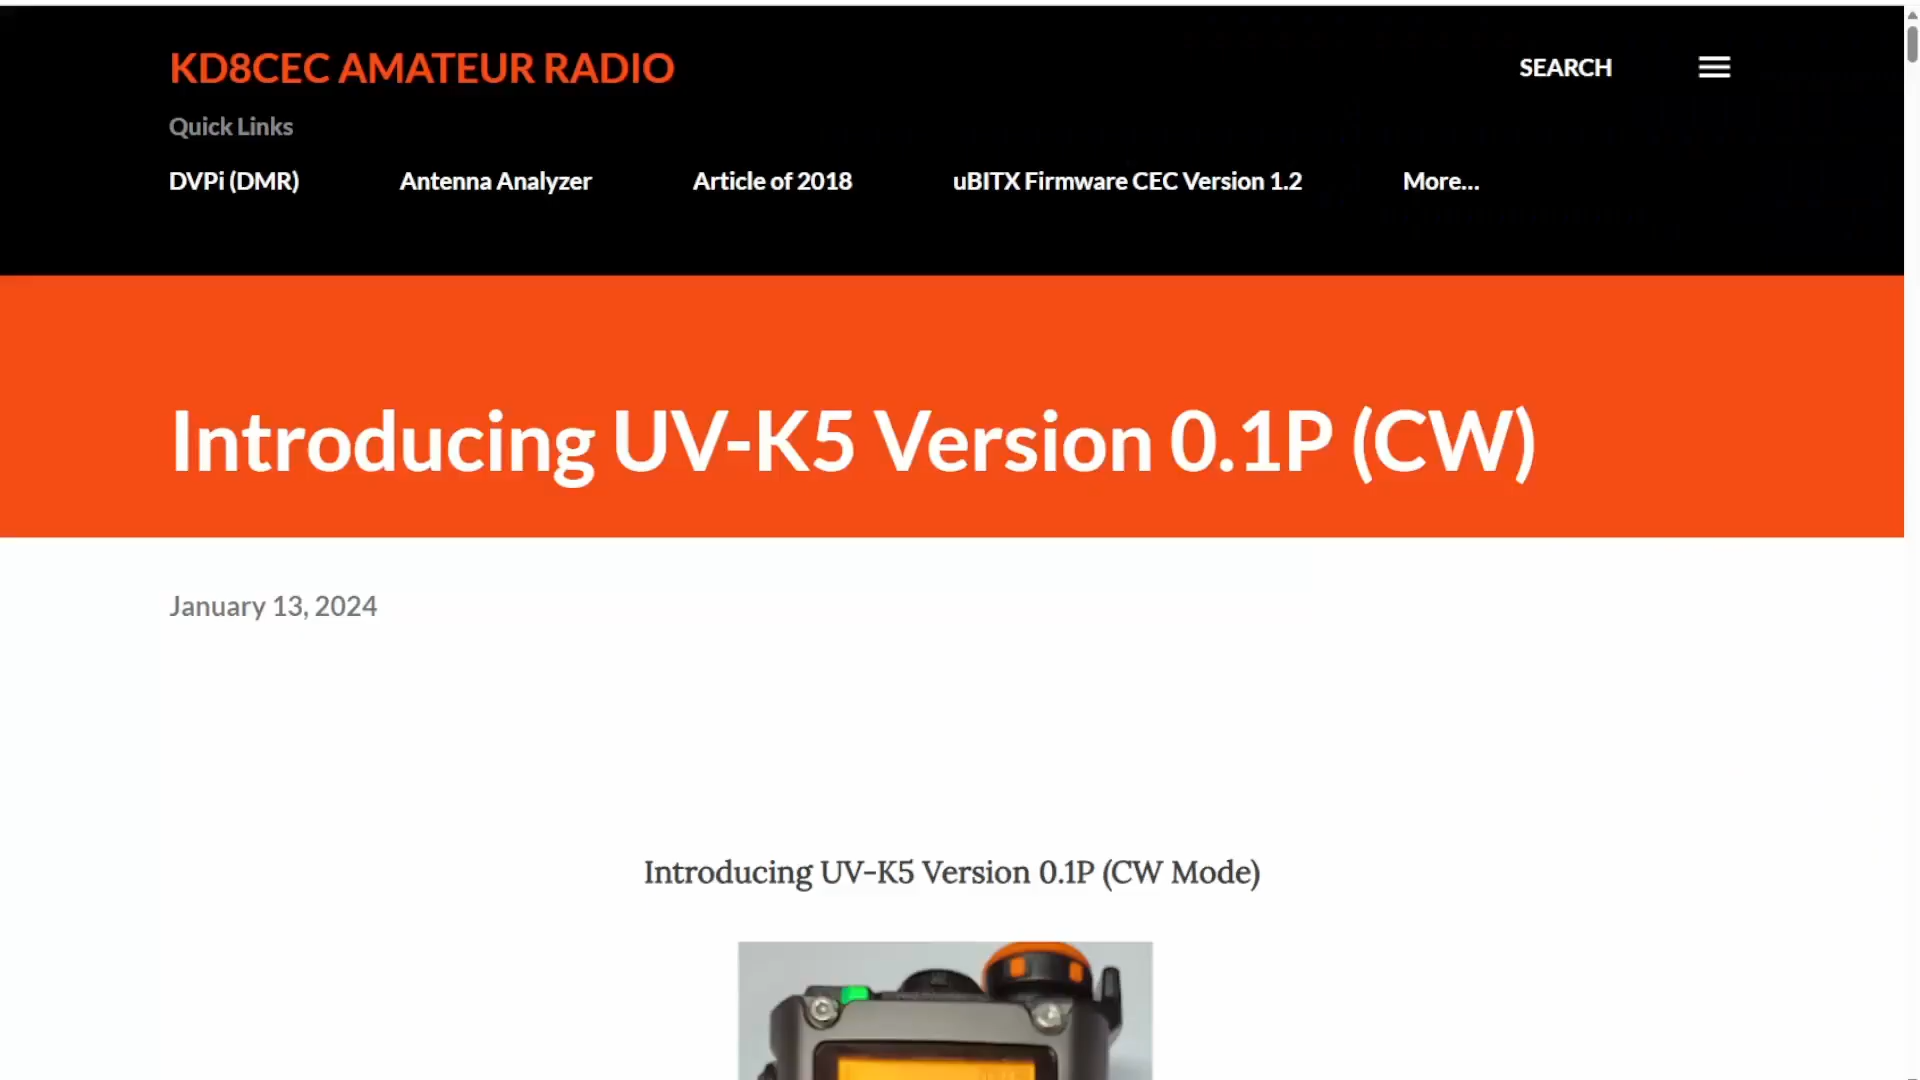 KD8CEC AMATEUR RADIO
SEARCH
Quick Links
DVPi (DMR)
Antenna Analyzer
Article of 2018
uBITX Firmware CEC Version 1.2
More...
Introducing UV-K5 Version 0.1P (CW)
January 13, 2024
Introducing UV-K5 Version 0.1P (CW Mode)